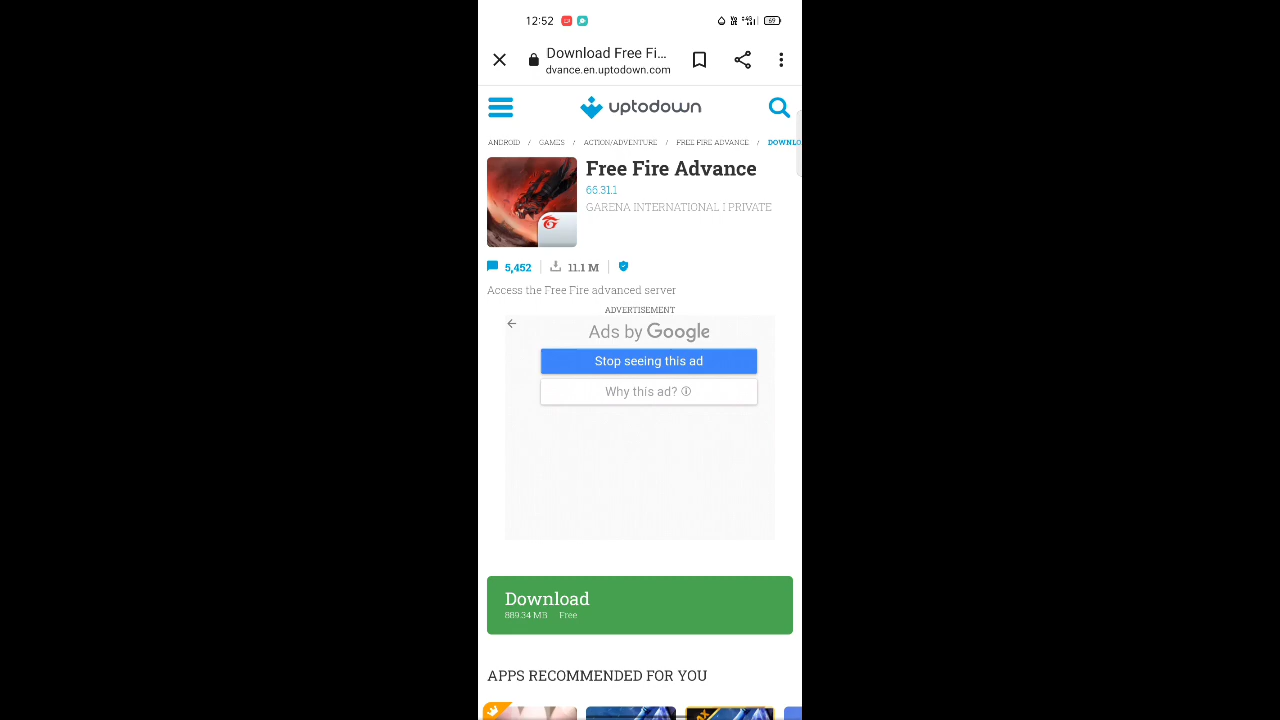 12:52
69
Download Free Fi...
dvance.en.uptodown.com
uptodown
ANDROID / GAMES / ACTION/ADVENTURE / FREE FIRE ADVANCE / DOWNLO
Free Fire Advance
66.31.1
GARENA INTERNATIONAL I PRIVATE
5,452 11.1 M
Access the Free Fire advanced server
ADVERTISEMENT
Ads by Google
Stop seeing this ad
Why this ad?
Download
889.34 MB Free
APPS RECOMMENDED FOR YOU